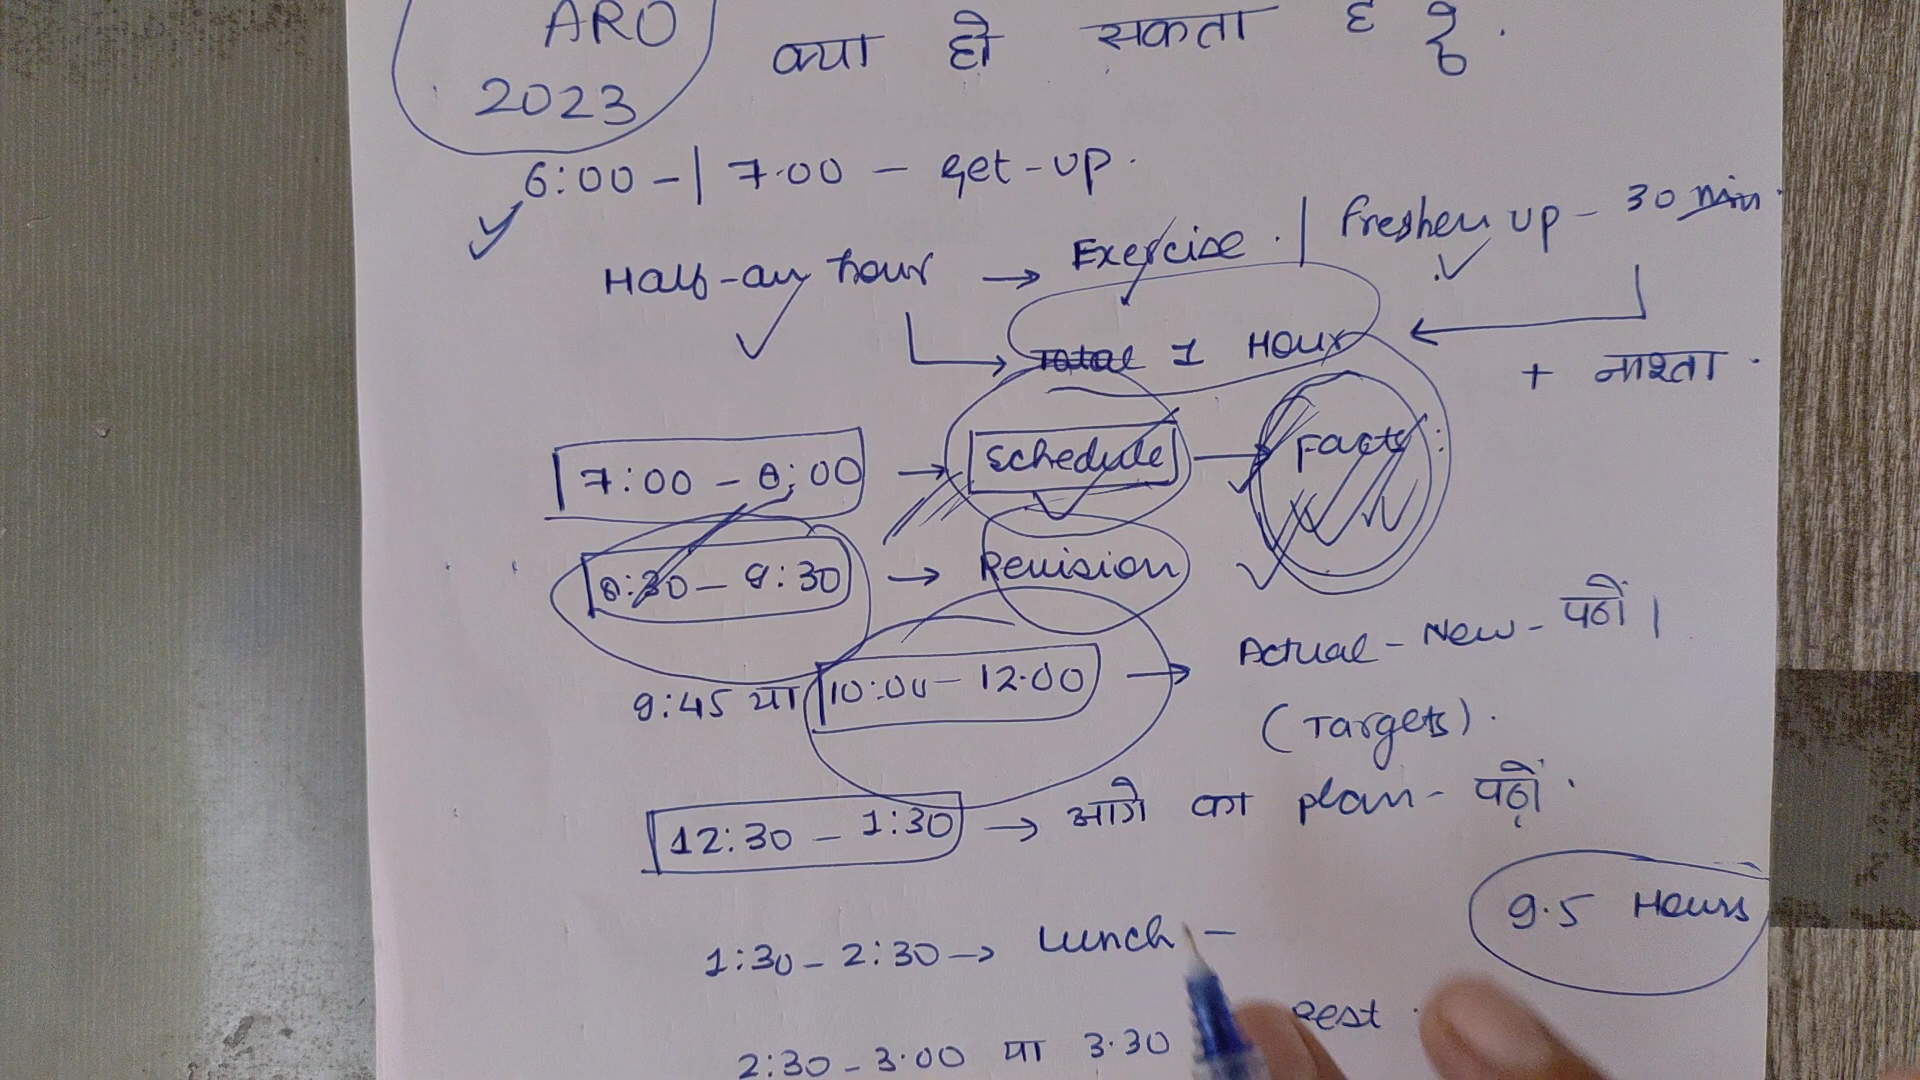 ARO
2023
क्या हो सकता है
6:00 - | 7.00 - get-up.
Half-an hour → Exercise. | freshen up - 30 min.
Total 1 Hour
+ नाश्ता.
7:00 - 8:00 → Schedule → Facts:
8:30 - 9:30 → Revision
9:45 या 10:00 - 12.00 → Actual - New - पढ़ों।
(Targets).
12:30 - 1:30 → आगे का plan - पढ़ों.
9.5 Hours
1:30 - 2:30 → Lunch -
2:30 - 3.00 या 3.30 Rest.